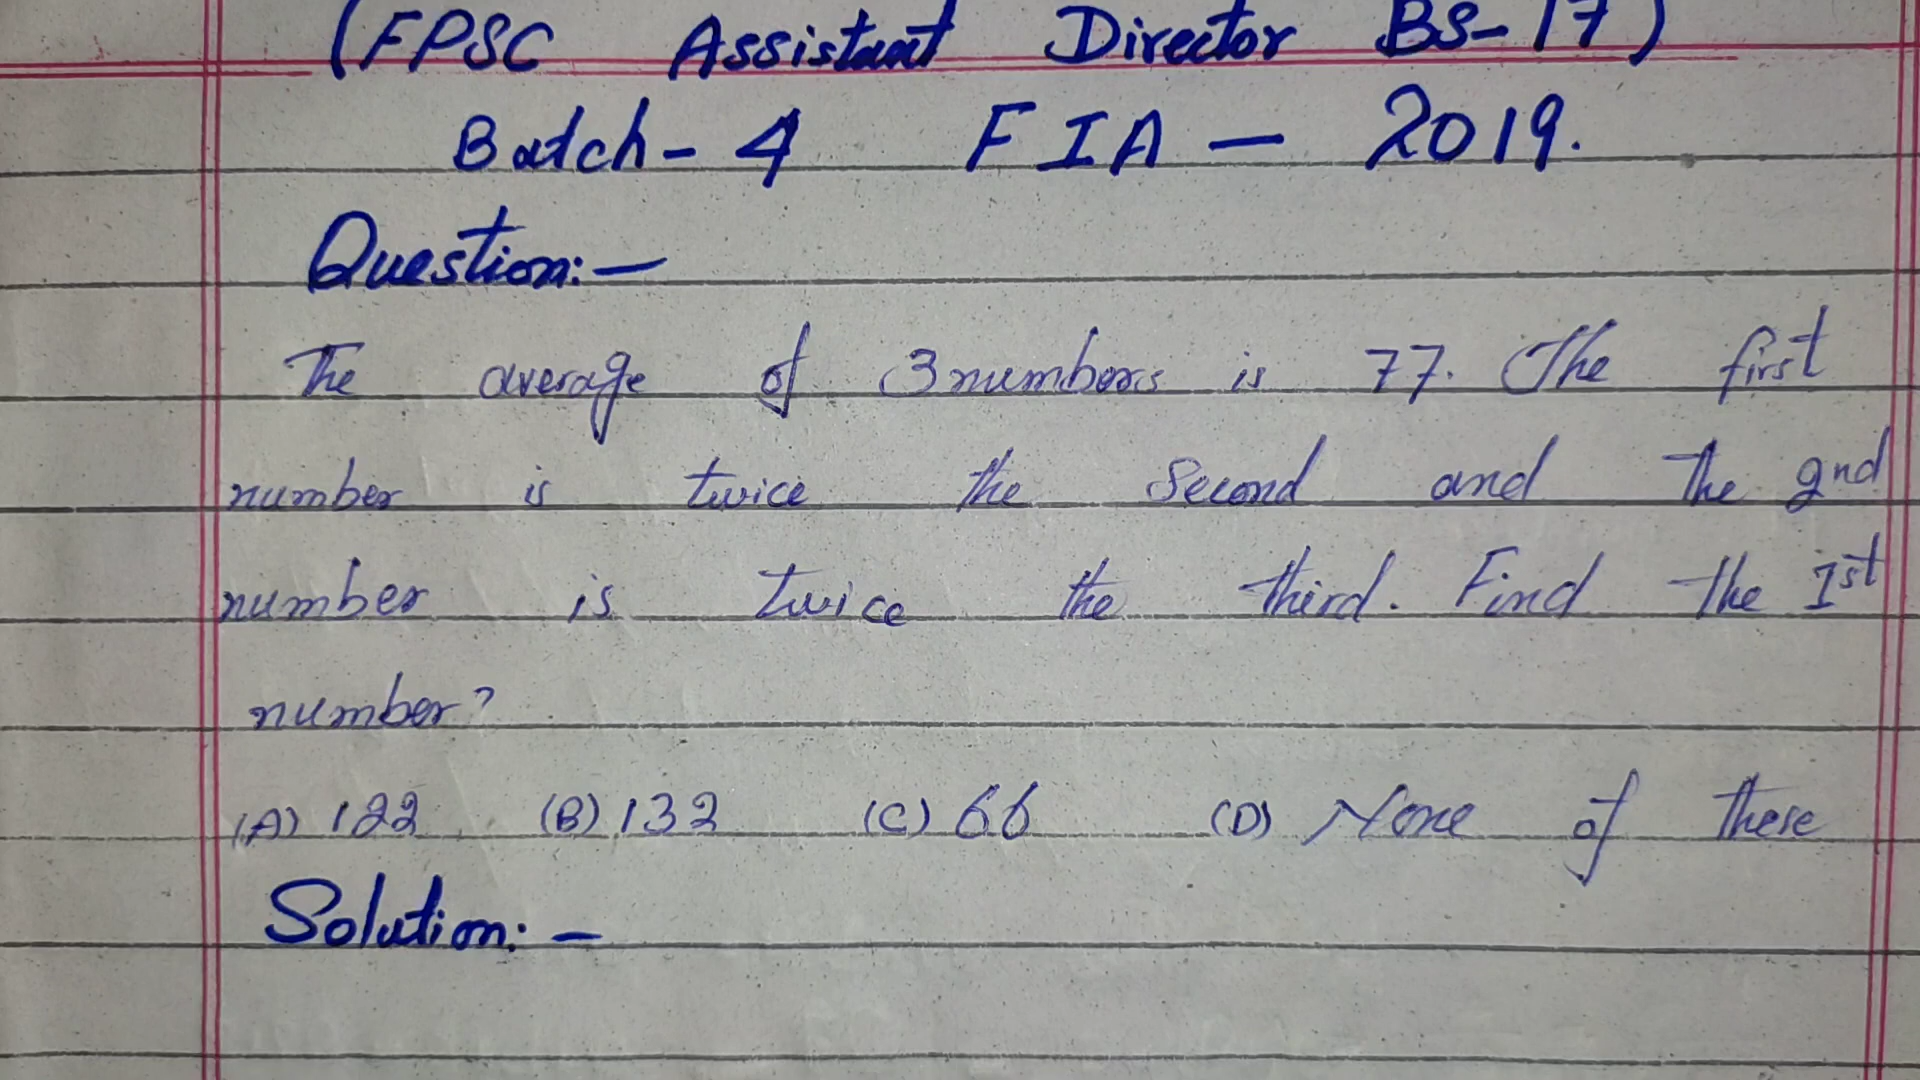 (FPSC Assistant Director BS-17)
Batch-4 FIA - 2019.
Question:-
The average of 3 numbers is 77. The first
number is twice the second and the 2nd
number is twice the third. Find the 1st
number?
(A) 122 (B) 132 (C) 66 (D) None of these
Solution:-